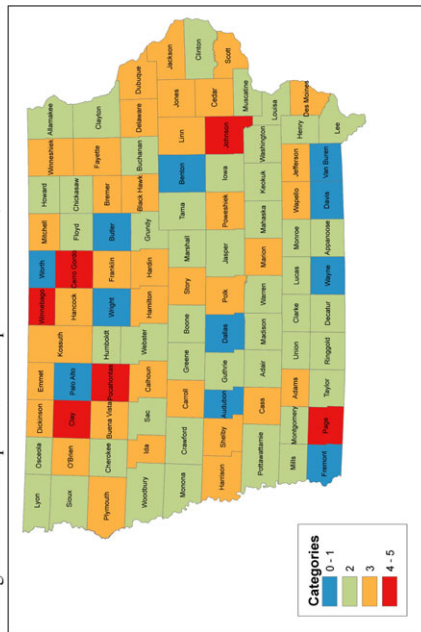 Lyon
Osceola
Dickinson
Emmet
Kossuth
Winnebago
Worth
Mitchell
Howard
Winneshiek
Allamakee
Sioux
O'Brien
Clay
Palo Alto
Hancock
Cerro Gordo
Floyd
Chickasaw
Fayette
Clayton
Plymouth
Cherokee
Buena Vista
Pocahontas
Humboldt
Wright
Franklin
Butler
Bremer
Woodbury
Ida
Sac
Calhoun
Webster
Hamilton
Hardin
Grundy
Black Hawk
Buchanan
Delaware
Dubuque
Monona
Crawford
Carroll
Greene
Boone
Story
Marshall
Tama
Benton
Linn
Jones
Jackson
Harrison
Shelby
Audubon
Guthrie
Dallas
Polk
Jasper
Poweshiek
Iowa
Johnson
Cedar
Clinton
Scott
Pottawattamie
Cass
Adair
Madison
Warren
Marion
Mahaska
Keokuk
Washington
Louisa
Muscatine
Mills
Montgomery
Adams
Union
Clarke
Lucas
Monroe
Wapello
Jefferson
Henry
Des Moines
Fremont
Page
Taylor
Ringgold
Decatur
Wayne
Appanoose
Davis
Van Buren
Lee
Categories
0 - 1
2
3
4 - 5